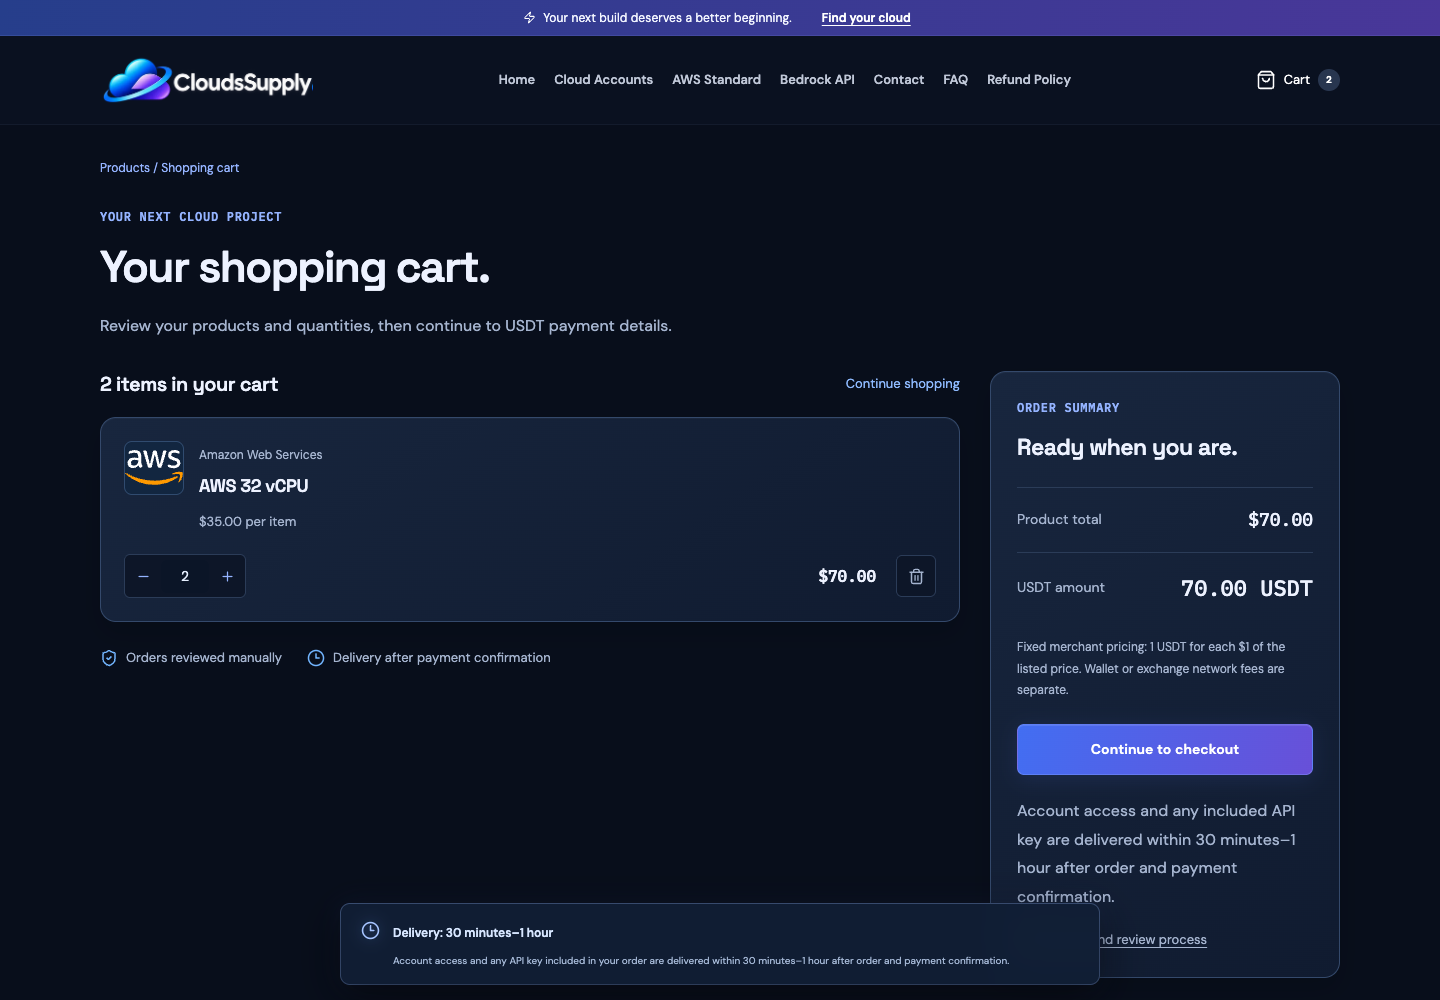 Your next build deserves a better beginning. Find your cloud
CloudsSupply
Home Cloud Accounts AWS Standard Bedrock API Contact FAQ Refund Policy
Cart 2
Products / Shopping cart
YOUR NEXT CLOUD PROJECT
Your shopping cart.
Review your products and quantities, then continue to USDT payment details.
2 items in your cart
Continue shopping
aws
Amazon Web Services
AWS 32 vCPU
$35.00 per item
− 2 +
$70.00
Orders reviewed manually
Delivery after payment confirmation
ORDER SUMMARY
Ready when you are.
Product total $70.00
USDT amount 70.00 USDT
Fixed merchant pricing: 1 USDT for each $1 of the
listed price. Wallet or exchange network fees are
separate.
Continue to checkout
Account access and any included API
key are delivered within 30 minutes–1
hour after order and payment
confirmation.
review process
Delivery: 30 minutes–1 hour
Account access and any API key included in your order are delivered within 30 minutes–1 hour after order and payment confirmation.